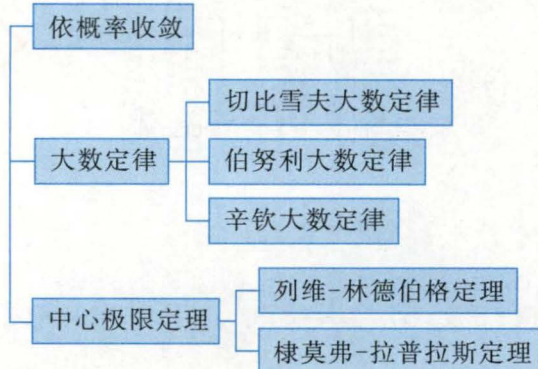 依概率收敛
切比雪夫大数定律
大数定律
伯努利大数定律
辛钦大数定律
列维-林德伯格定理
中心极限定理
棣莫弗-拉普拉斯定理